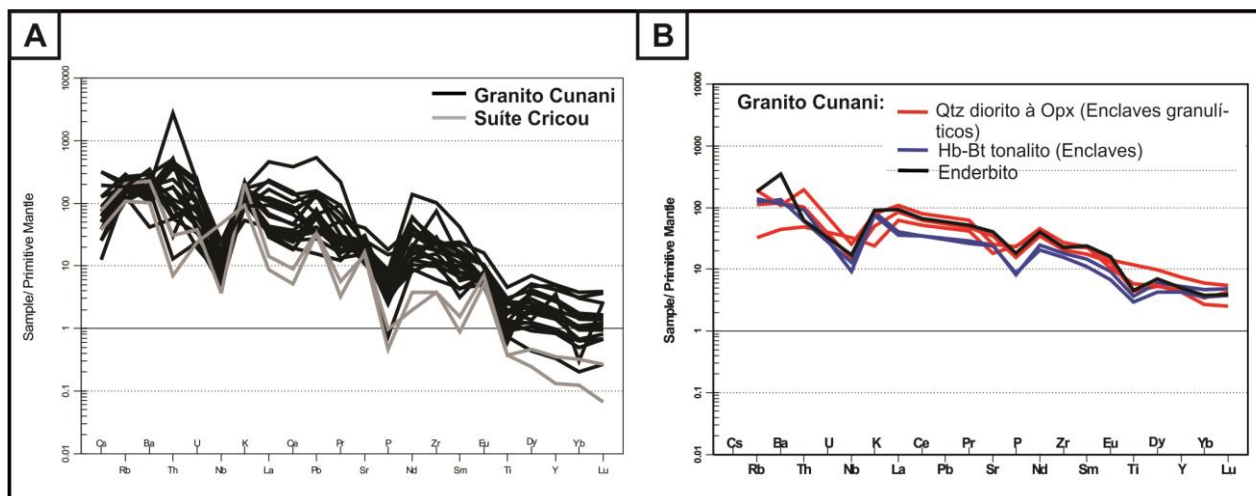 A
Granito Cunani
Suíte Cricou
Sample/ Primitive Mantle
10000
1000
100
10
1
0.1
0.01
Cs Ba U K Ce Pr P Zr Eu Dy Yb
Rb Th Nb La Pb Sr Nd Sm Ti Y Lu
B
Granito Cunani:
Qtz diorito à Opx (Enclaves granulí-
ticos)
Hb-Bt tonalito (Enclaves)
Enderbito
Sample/ Primitive Mantle
10000
1000
100
10
1
0.1
0.01
Cs Ba U K Ce Pr P Zr Eu Dy Yb
Rb Th Nb La Pb Sr Nd Sm Ti Y Lu